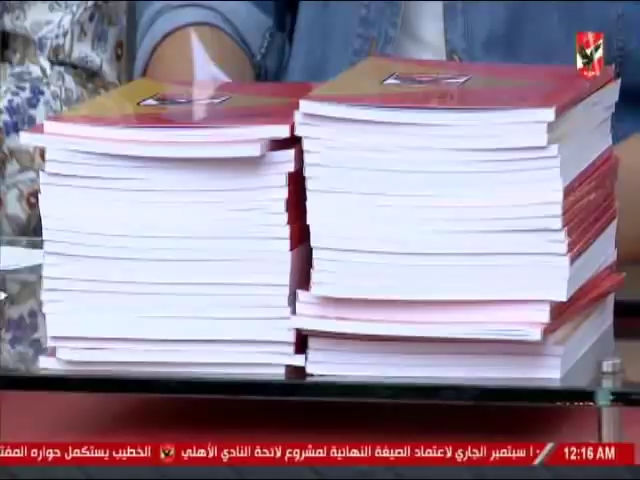 ا سبتمبر الجاري لاعتماد الصيغة النهائية لمشروع لائحة النادي الأهلي الخطيب يستكمل حواره 12:16 AM